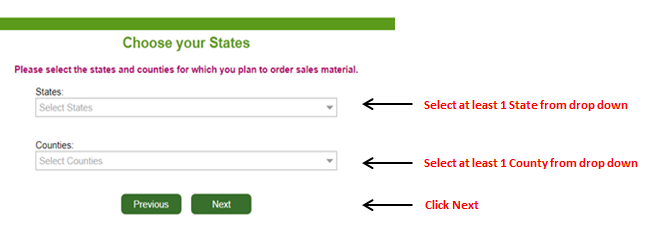 Choose your States
Please select the states and counties for which you plan to order sales material.
States:
Select States
Select at least 1 State from drop down
Counties:
Select Counties
Select at least 1 County from drop down
Previous Next
Click Next